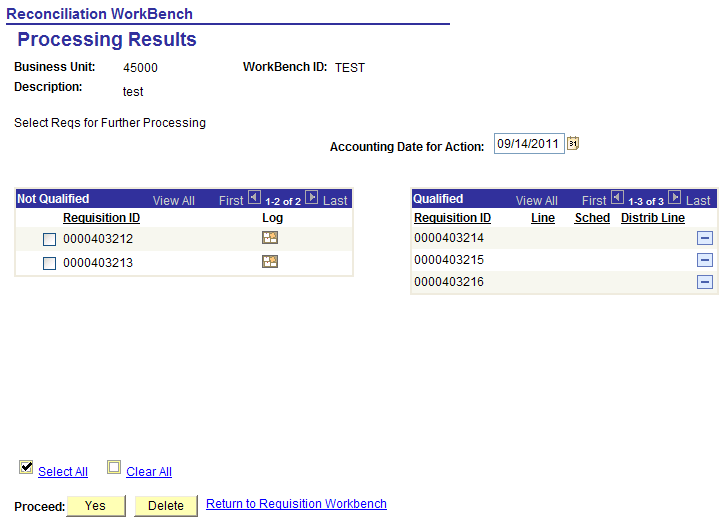 Reconciliation WorkBench
Processing Results
Business Unit: 45000 WorkBench ID: TEST
Description: test
Select Reqs for Further Processing
Accounting Date for Action: 09/14/2011 31
Not Qualified View All First 1-2 of 2 Last
Requisition ID Log
0000403212
0000403213
Qualified View All First 1-3 of 3 Last
Requisition ID Line Sched Distrib Line
0000403214
0000403215
0000403216
Select All Clear All
Proceed: Yes Delete Return to Requisition Workbench